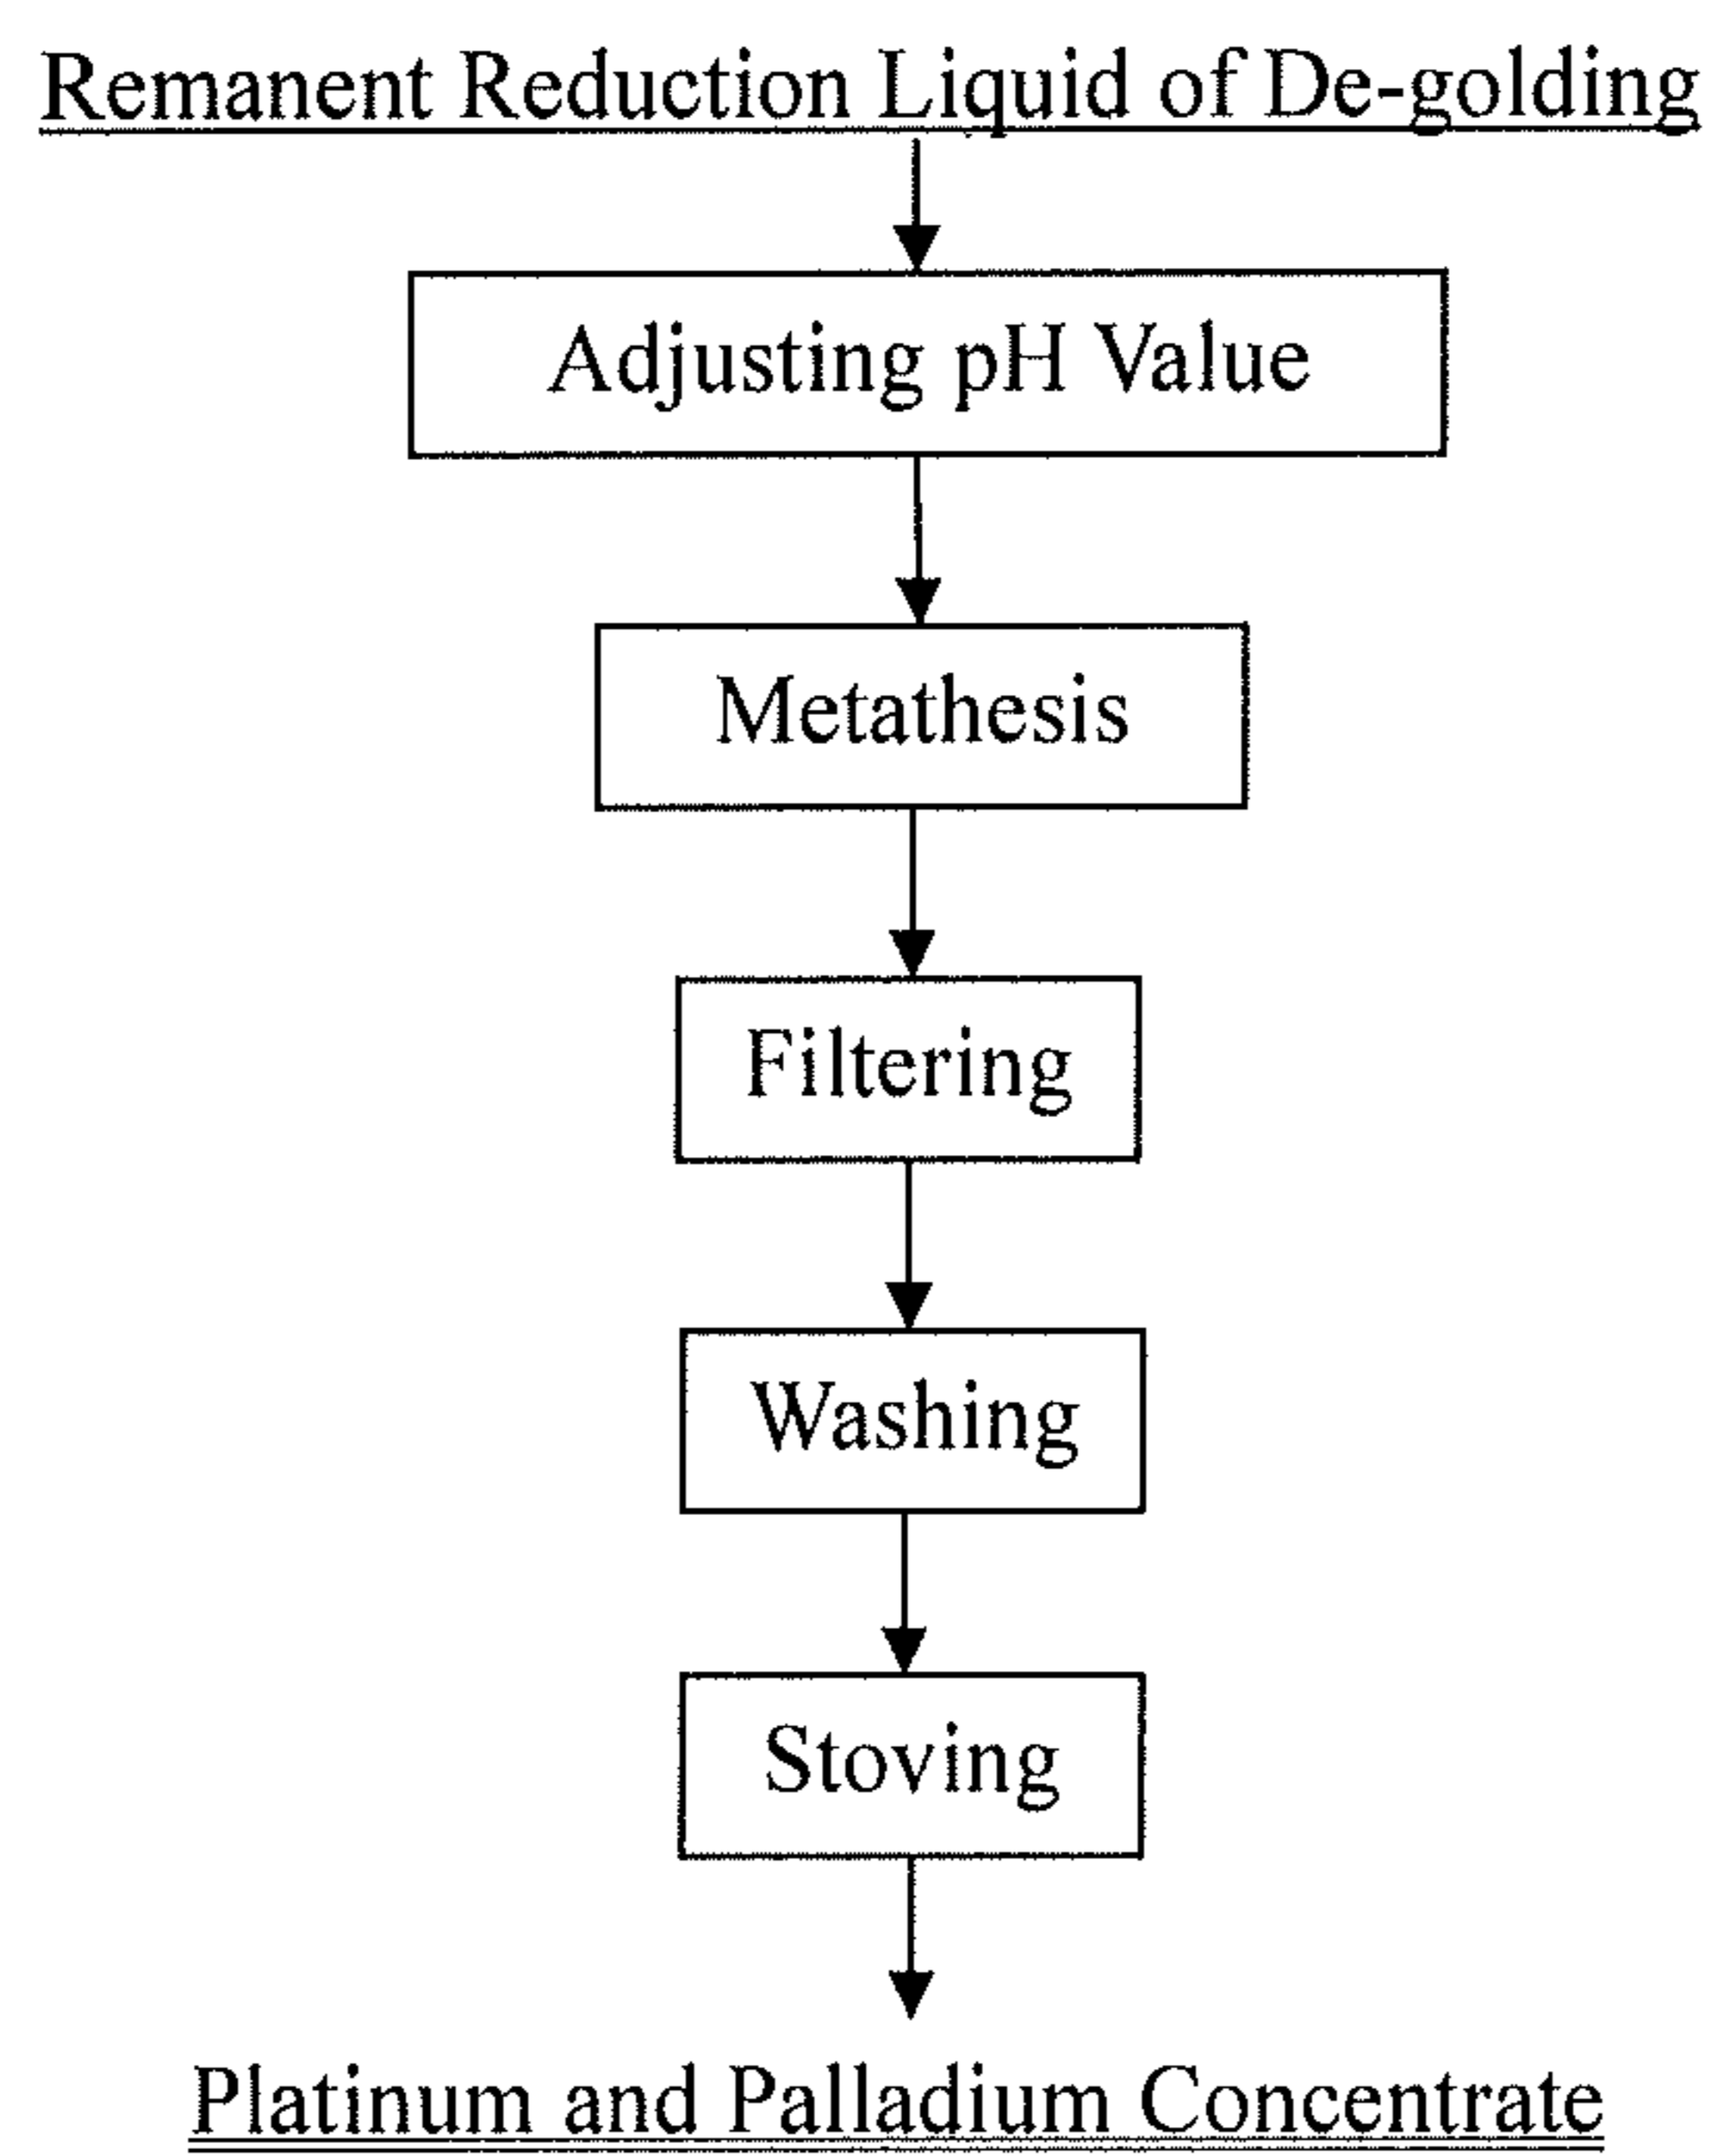 Remanent Reduction Liquid of De-golding
Adjusting pH Value
Metathesis
Filtering
Washing
Stoving
Platinum and Palladium Concentrate